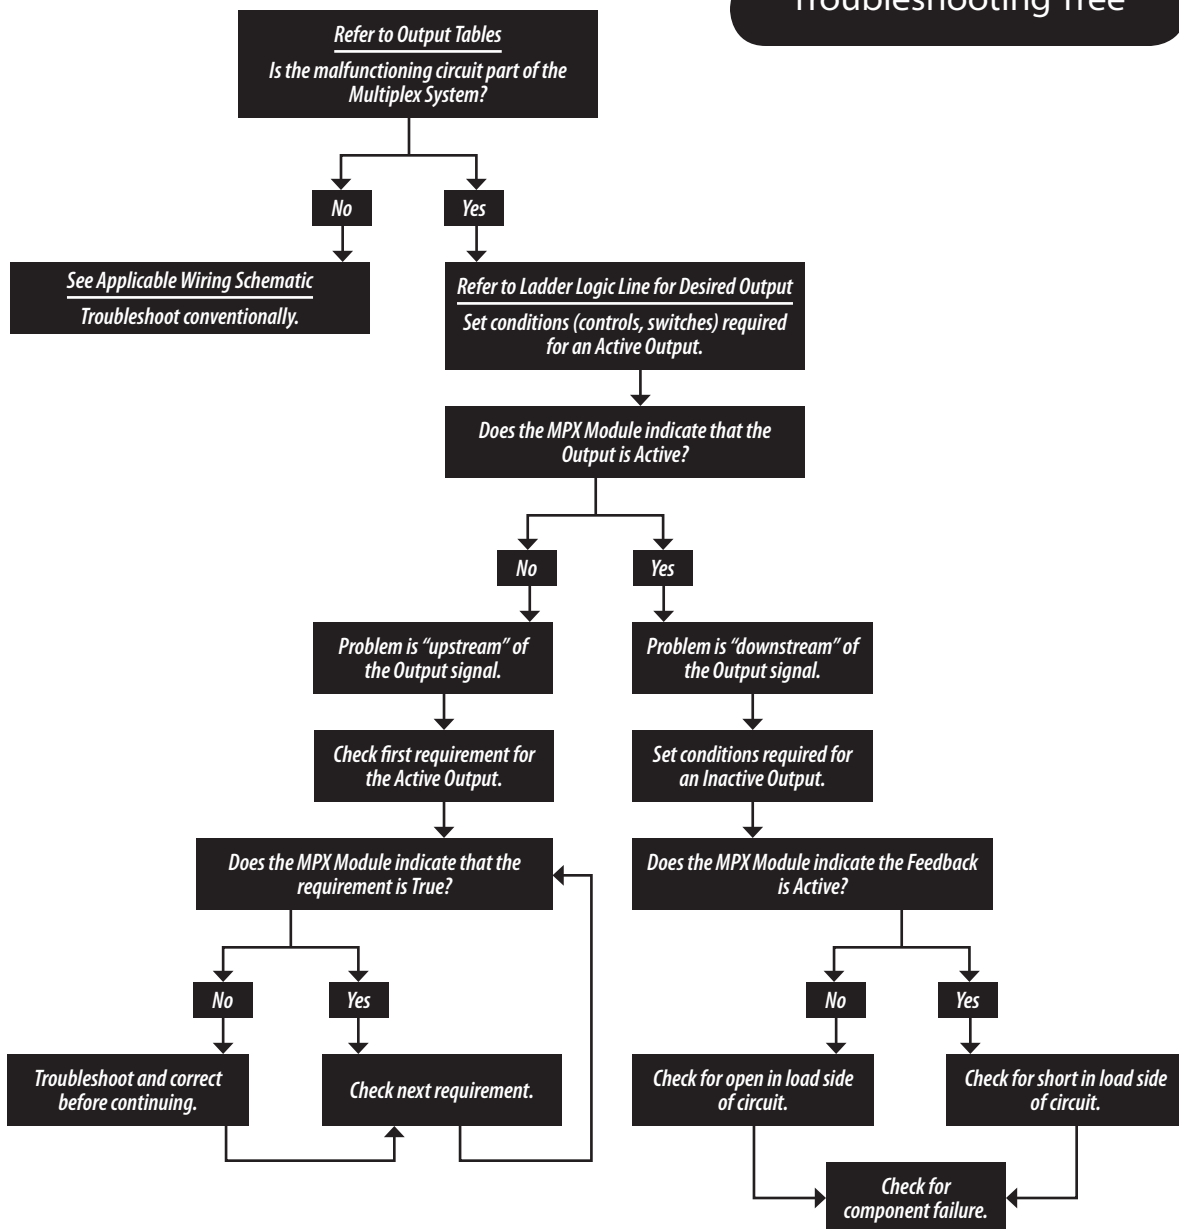 Troubleshooting Tree
Refer to Output Tables
Is the malfunctioning circuit part of the
Multiplex System?
No
Yes
See Applicable Wiring Schematic
Troubleshoot conventionally.
Refer to Ladder Logic Line for Desired Output
Set conditions (controls, switches) required
for an Active Output.
Does the MPX Module indicate that the
Output is Active?
No
Yes
Problem is “upstream” of
the Output signal.
Problem is “downstream” of
the Output signal.
Check first requirement for
the Active Output.
Set conditions required for
an Inactive Output.
Does the MPX Module indicate that the
requirement is True?
Does the MPX Module indicate the Feedback
is Active?
No
Yes
No
Yes
Troubleshoot and correct
before continuing.
Check next requirement.
Check for open in load side
of circuit.
Check for short in load side
of circuit.
Check for
component failure.